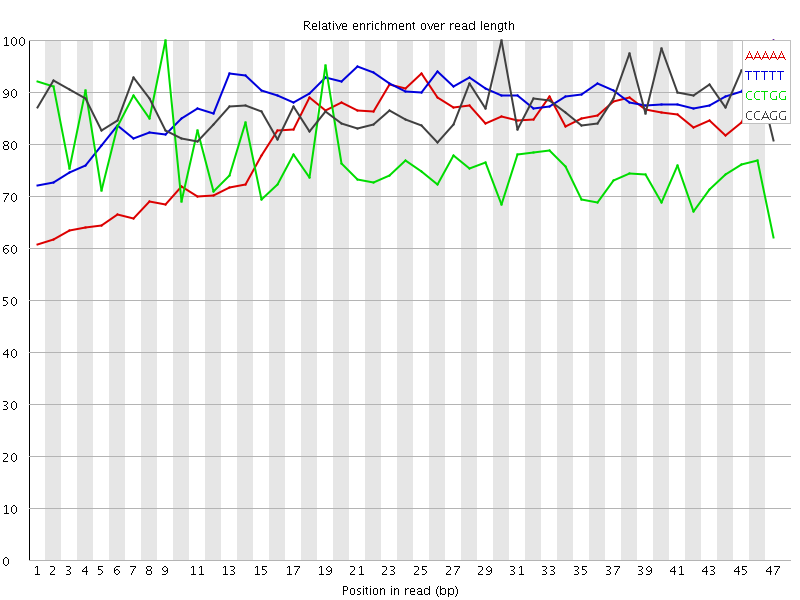 Relative enrichment over read length
100
90
80
70
60
50
40
30
20
10
0
AAAAA
TTTTT
CCTGG
CCAGG
1 2 3 4 5 6 7 8 9 11 13 15 17 19 21 23 25 27 29 31 33 35 37 39 41 43 45 47
Position in read (bp)